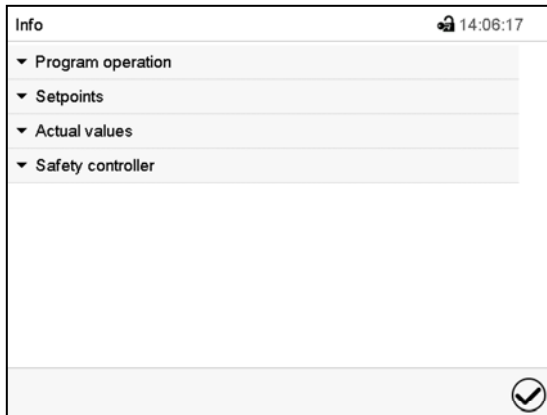 Info 14:06:17
Program operation
Setpoints
Actual values
Safety controller